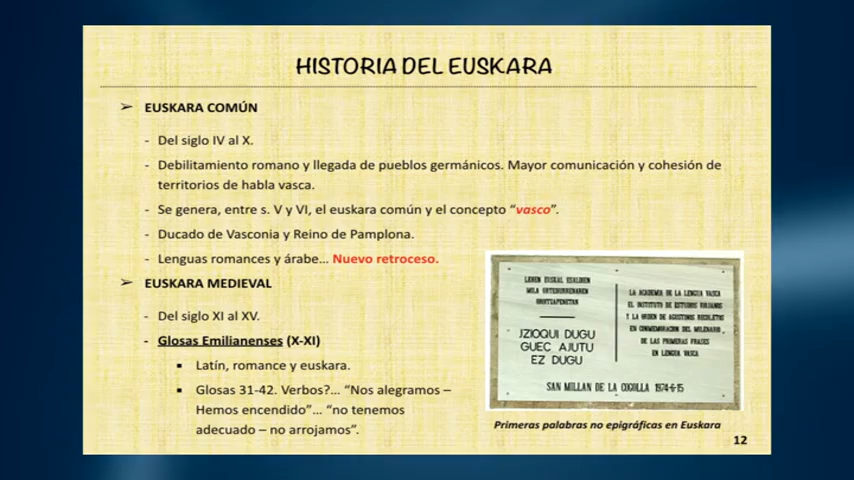 HISTORIA DEL EUSKARA
➢ EUSKARA COMÚN
- Del siglo IV al X.
- Debilitamiento romano y llegada de pueblos germánicos. Mayor comunicación y cohesión de
territorios de habla vasca.
- Se genera, entre s. V y VI, el euskara común y el concepto “vasco”.
- Ducado de Vasconia y Reino de Pamplona.
- Lenguas romances y árabe... Nuevo retroceso.
➢ EUSKARA MEDIEVAL
- Del siglo XI al XV.
- Glosas Emilianenses (X-XI)
▪ Latín, romance y euskara.
▪ Glosas 31-42. Verbos?... “Nos alegramos –
Hemos encendido”... “no tenemos
adecuado – no arrojamos”.
LEHEN EUSKAL ESALDIEN
MILA URTEBURRENAREN
OROITZAPENETAN
JZIOQUI DUGU
GUEC AJUTU
EZ DUGU
LA ACADEMIA DE LA LENGUA VASCA
EL INSTITUTO DE ESTUDIOS RIOJANOS
Y LA ORDEN DE AGUSTINOS RECOLETOS
EN CONMEMORACION DEL MILENARIO
DE LAS PRIMERAS FRASES
EN LENGUA VASCA
SAN MILLAN DE LA COGOLLA 1974-6-15
Primeras palabras no epigráficas en Euskara
12